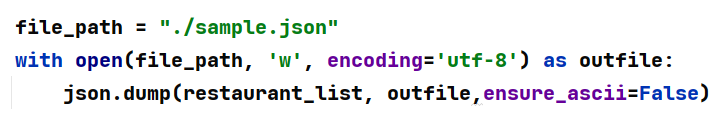 file_path = "./sample.json"
with open(file_path, 'w', encoding='utf-8') as outfile:
    json.dump(restaurant_list, outfile,ensure_ascii=False)